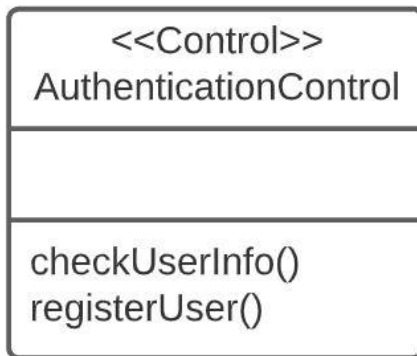 <<Control>>
AuthenticationControl
checkUserInfo()
registerUser()